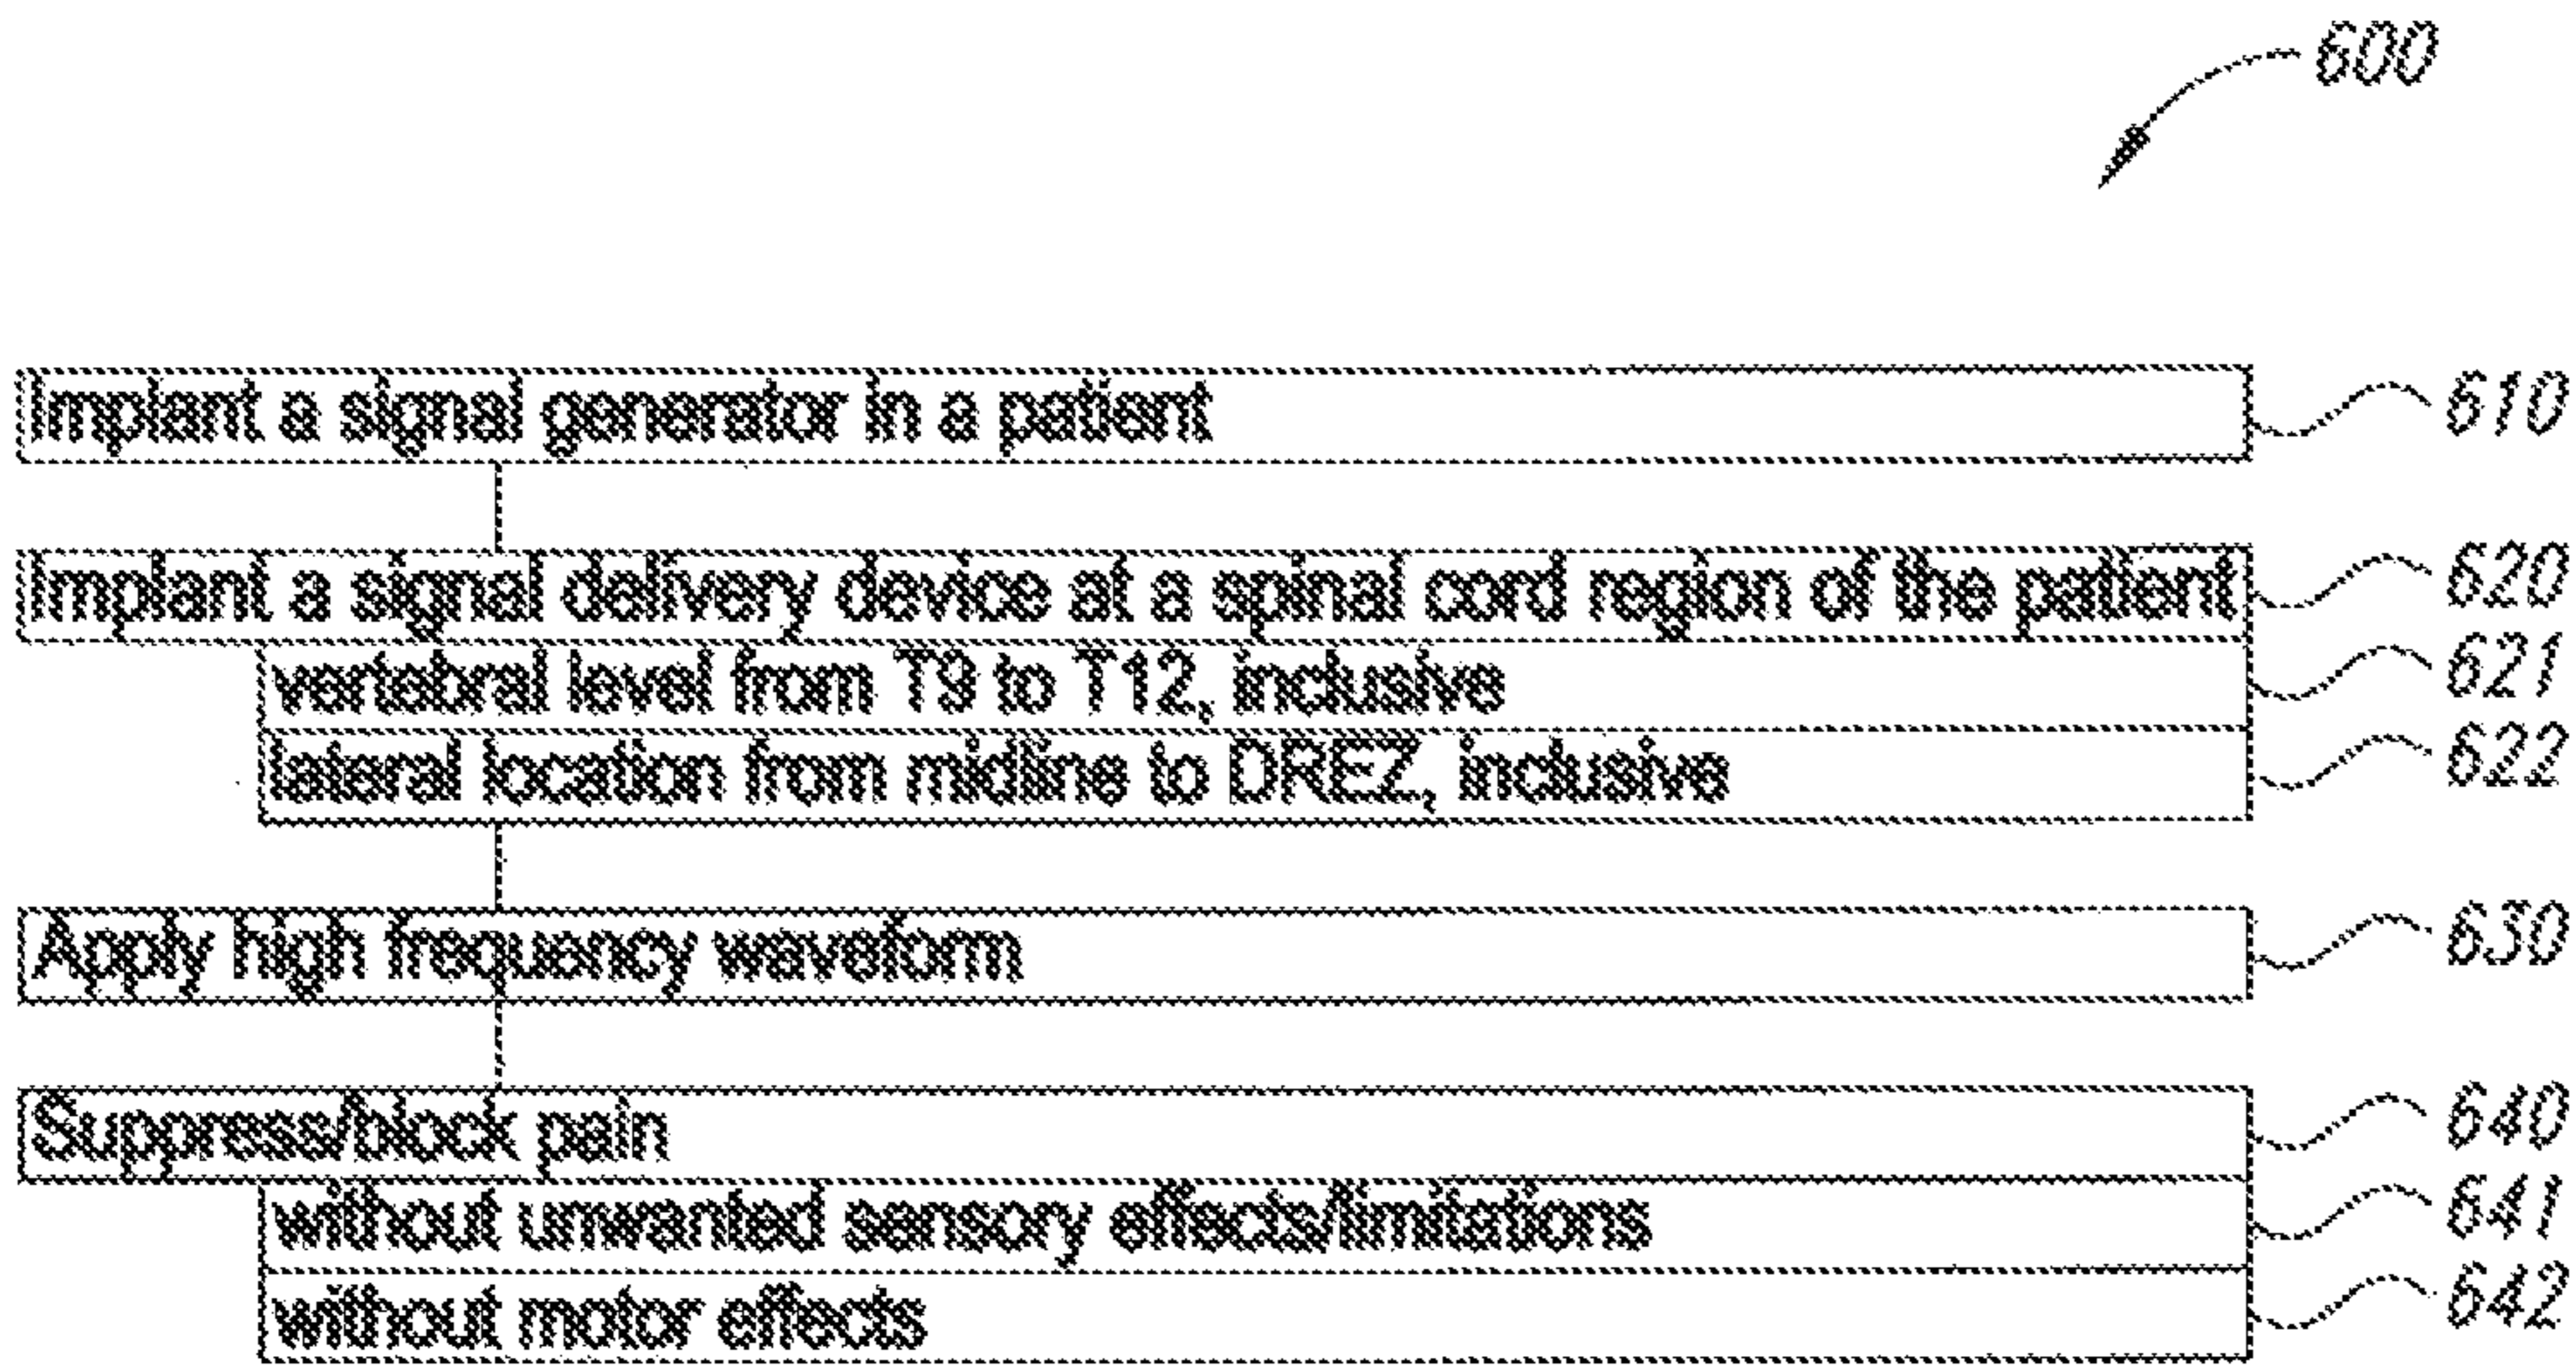 600
Implant a signal generator in a patient 610
Implant a signal delivery device at a spinal cord region of the patient 620
vertebral level from T9 to T12, inclusive 621
lateral location from midline to DREZ, inclusive 622
Apply high frequency waveform 630
Suppress/block pain 640
without unwanted sensory effects/limitations 641
without motor effects 642